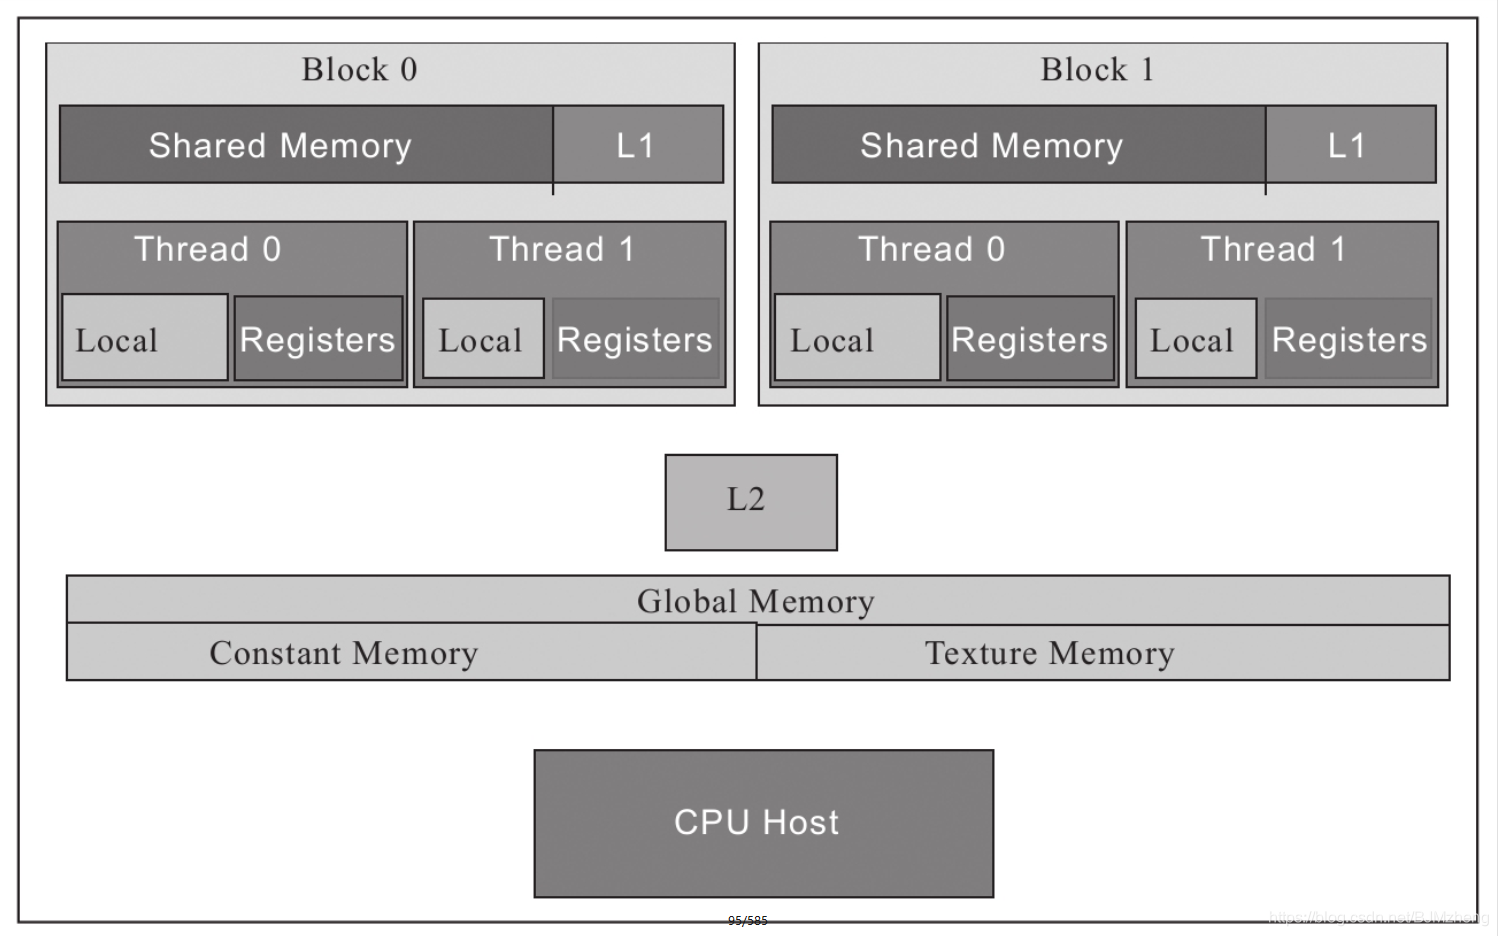 Block 0
Block 1
Shared Memory
L1
Shared Memory
L1
Thread 0
Thread 1
Thread 0
Thread 1
Local
Registers
Local
Registers
Local
Registers
Local
Registers
L2
Global Memory
Constant Memory
Texture Memory
CPU Host
95/585
https://blog.csdn.net/BJMzheng